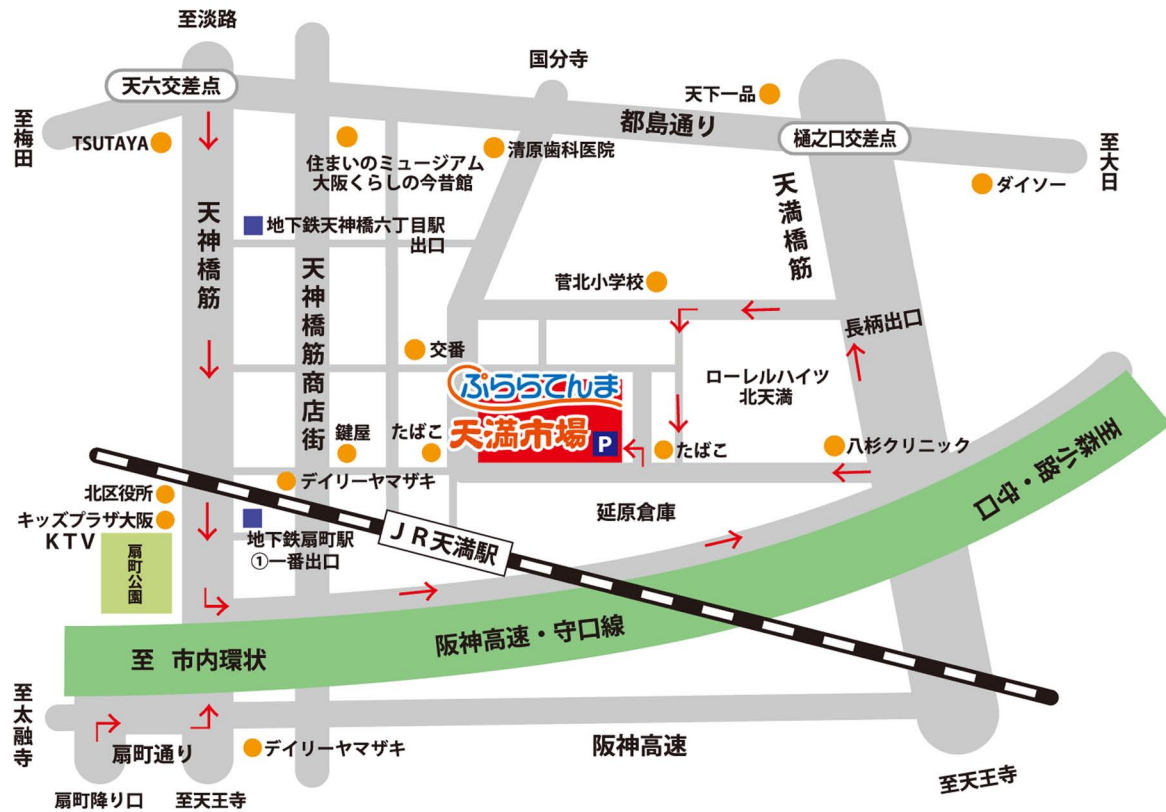 至淡路
天六交差点
国分寺
天下一品
至梅田
TSUTAYA
都島通り
樋之口交差点
至大日
住まいのミュージアム
大阪くらしの今昔館
清原歯科医院
ダイソー
天神橋筋
地下鉄天神橋六丁目駅
出口
天満橋筋
天神橋筋商店街
菅北小学校
長柄出口
交番
ぷららてんま
天満市場
P
ローレルハイツ
北天満
鍵屋
たばこ
たばこ
八杉クリニック
至森小路・守口
デイリーヤマザキ
北区役所
キッズプラザ大阪
KTV
地下鉄扇町駅
①一番出口
JR天満駅
延原倉庫
扇町公園
阪神高速・守口線
至 市内環状
至太融寺
扇町通り
デイリーヤマザキ
阪神高速
扇町降り口
至天王寺
至天王寺